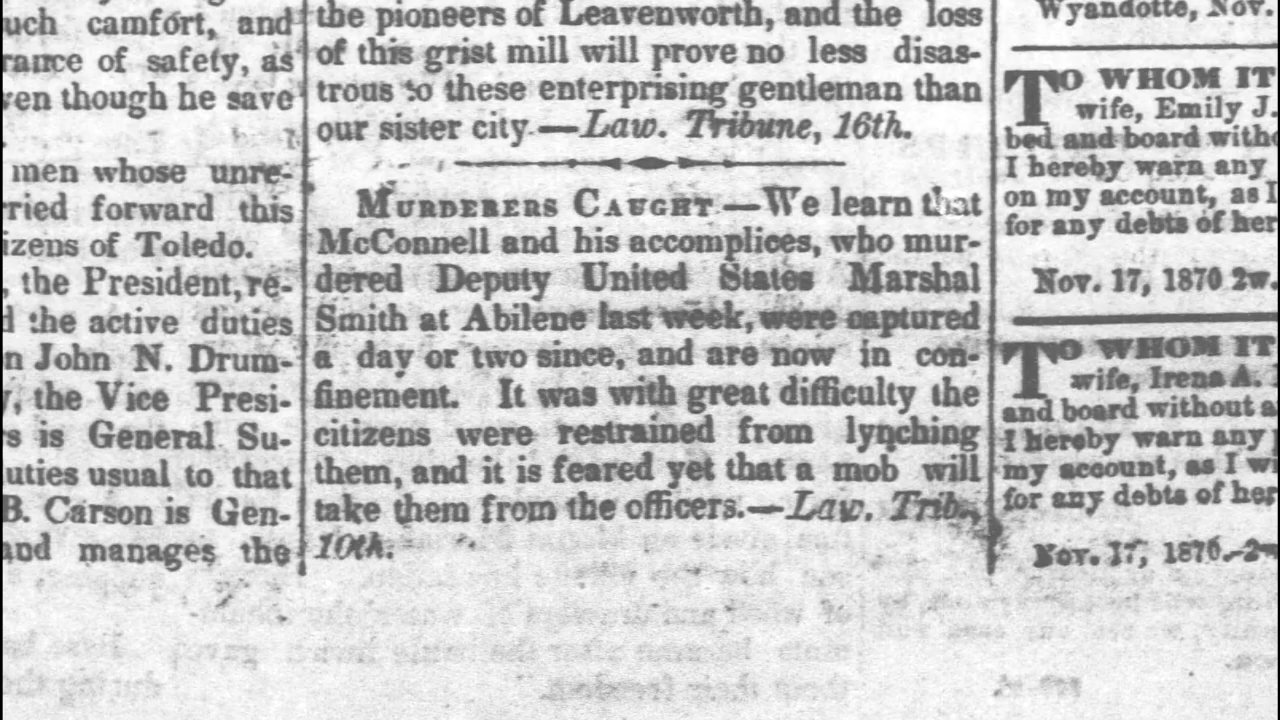 uch camfort, and
rance of safety, as
ven though he save
men whose unre-
rried forward this
izens of Toledo.
, the President, re-
d the active duties
n John N. Drum-
y, the Vice Presi-
rs is General Su-
uties usual to that
B. Carson is Gen-
and manages the
the pioneers of Leavenworth, and the loss
of this grist mill will prove no less disas-
trous to these enterprising gentleman than
our sister city.—Law. Tribune, 16th.
MURDERERS CAUGHT.—We learn that
McConnell and his accomplices, who mur-
dered Deputy United States Marshal
Smith at Abilene last week, were captured
a day or two since, and are now in con-
finement. It was with great difficulty the
citizens were restrained from lynching
them, and it is feared yet that a mob will
take them from the officers.—Law. Trib.,
10th.
Wyandotte, Nov.
TO WHOM IT
wife, Emily J.
bed and board witho
I hereby warn any
on my account, as I
for any debts of her
Nov. 17, 1870 2w.
TO WHOM IT
wife, Irena A.
and board without a
I hereby warn any
my account, as I wi
for any debts of her
Nov. 17, 1870.-2w